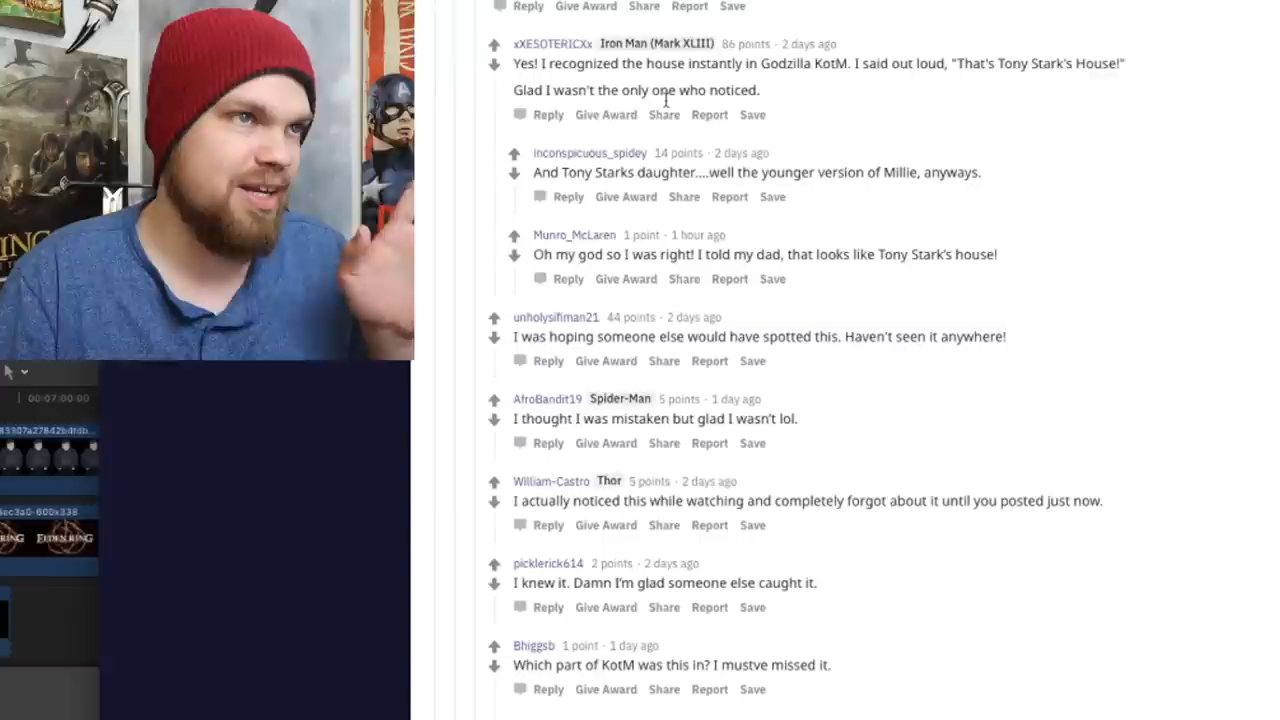 Reply Give Award Share Report Save
xXESOTERICXx Iron Man (Mark XLIII) 86 points · 2 days ago
Yes! I recognized the house instantly in Godzilla KotM. I said out loud, "That's Tony Stark's House!"
Glad I wasn't the only one who noticed.
Reply Give Award Share Report Save
inconspicuous_spidey 14 points · 2 days ago
And Tony Starks daughter....well the younger version of Millie, anyways.
Reply Give Award Share Report Save
Munro_McLaren 1 point · 1 hour ago
Oh my god so I was right! I told my dad, that looks like Tony Stark's house!
Reply Give Award Share Report Save
unholysifiman21 44 points · 2 days ago
I was hoping someone else would have spotted this. Haven't seen it anywhere!
Reply Give Award Share Report Save
AfroBandit19 Spider-Man 5 points · 1 day ago
I thought I was mistaken but glad I wasn't lol.
Reply Give Award Share Report Save
William-Castro Thor 5 points · 2 days ago
I actually noticed this while watching and completely forgot about it until you posted just now.
Reply Give Award Share Report Save
picklerick614 2 points · 2 days ago
I knew it. Damn I'm glad someone else caught it.
Reply Give Award Share Report Save
Bhiggsb 1 point · 1 day ago
Which part of KotM was this in? I mustve missed it.
Reply Give Award Share Report Save
ING
00:07:00:00
6ec3a0-600x338
RING ELDEN RING